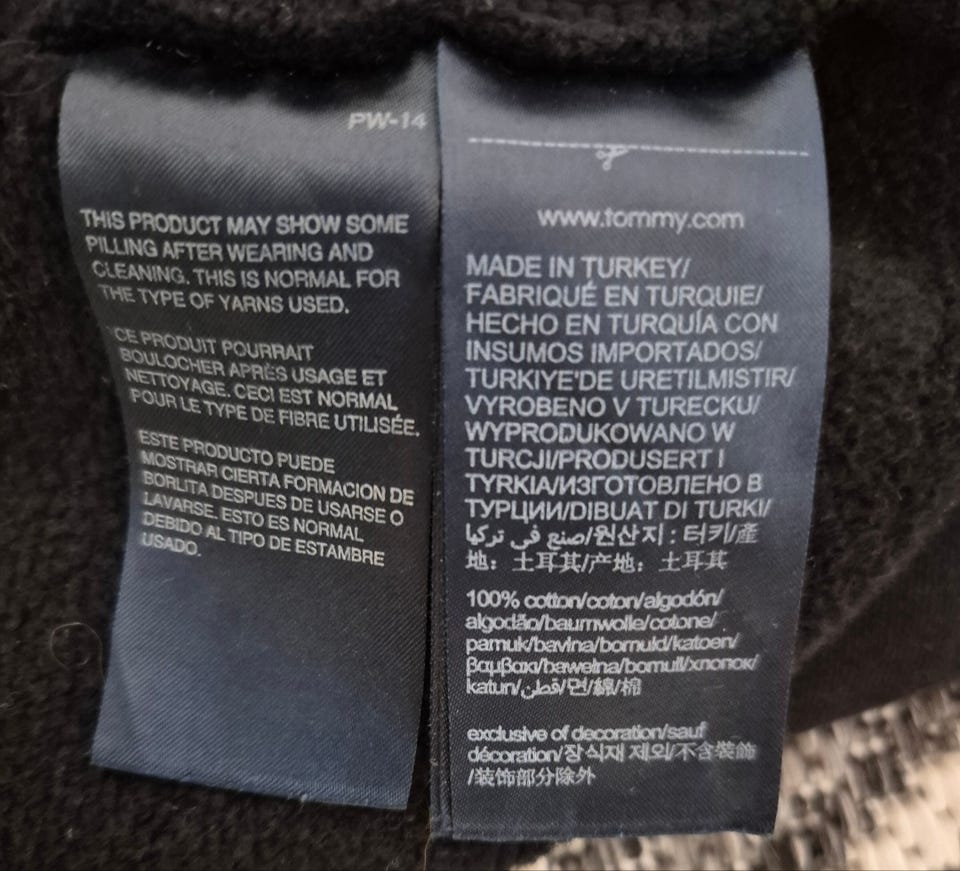 PW-14
THIS PRODUCT MAY SHOW SOME
PILLING AFTER WEARING AND
CLEANING. THIS IS NORMAL FOR
THE TYPE OF YARNS USED.
CE PRODUIT POURRAIT
BOULOCHER APRÈS USAGE ET
NETTOYAGE. CECI EST NORMAL
POUR LE TYPE DE FIBRE UTILISÉE.
ESTE PRODUCTO PUEDE
MOSTRAR CIERTA FORMACION DE
BORLITA DESPUES DE USARSE O
LAVARSE. ESTO ES NORMAL
DEBIDO AL TIPO DE ESTAMBRE
USADO.
www.tommy.com
MADE IN TURKEY/
FABRIQUÉ EN TURQUIE/
HECHO EN TURQUÍA CON
INSUMOS IMPORTADOS/
TURKIYE'DE URETILMISTIR/
VYROBENO V TURECKU/
WYPRODUKOWANO W
TURCJI/PRODUSERT I
TYRKIA/ИЗГОТОВЛЕНО В
ТУРЦИИ/DIBUAT DI TURKI/
صنع في تركيا/원산지 : 터키/產
地：土耳其/产地：土耳其
100% cotton/coton/algodón/
algodão/baumwolle/cotone/
pamuk/bavlna/bomuld/katoen/
βαμβακι/bawełna/bomull/хлопок/
katun/قطن/면/綿/棉
exclusive of decoration/sauf
décoration/장식재 제외/不含裝飾
/装饰部分除外